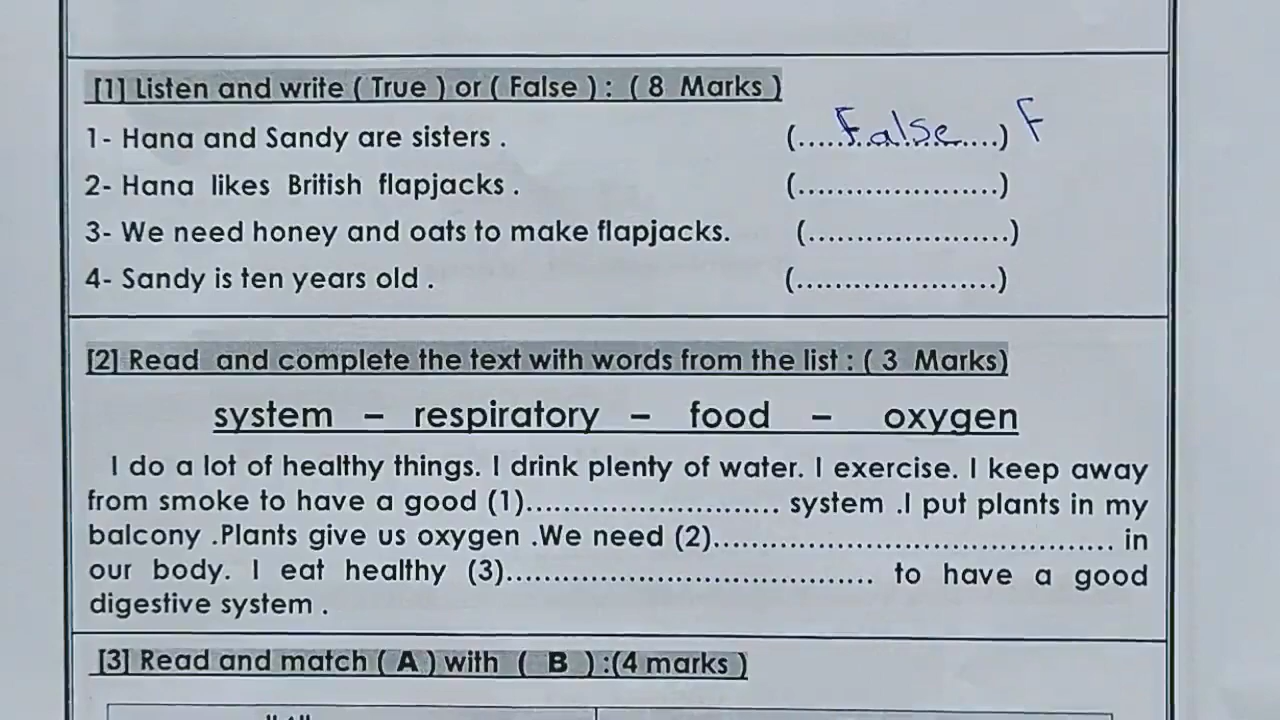 [1] Listen and write ( True ) or ( False ) : ( 8 Marks )
1- Hana and Sandy are sisters . (.....False.....) F
2- Hana likes British flapjacks . (.....................)
3- We need honey and oats to make flapjacks. (.....................)
4- Sandy is ten years old . (.....................)
[2] Read and complete the text with words from the list : ( 3 Marks)
system – respiratory – food – oxygen
I do a lot of healthy things. I drink plenty of water. I exercise. I keep away
from smoke to have a good (1).......................... system .I put plants in my
balcony .Plants give us oxygen .We need (2)......................................... in
our body. I eat healthy (3)...................................... to have a good
digestive system .
[3] Read and match ( A ) with ( B ) :(4 marks )